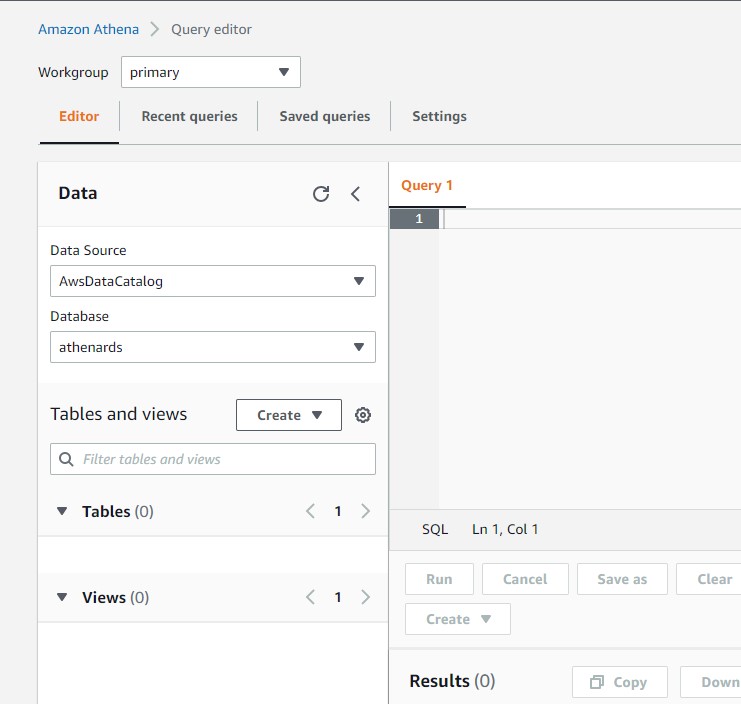 Amazon Athena > Query editor
Workgroup primary
Editor Recent queries Saved queries Settings
Data
Data Source
AwsDataCatalog
Database
athenards
Tables and views Create
Filter tables and views
Tables (0) < 1 >
Views (0) < 1 >
Query 1
1
SQL Ln 1, Col 1
Run Cancel Save as Clear
Create
Results (0) Copy Down